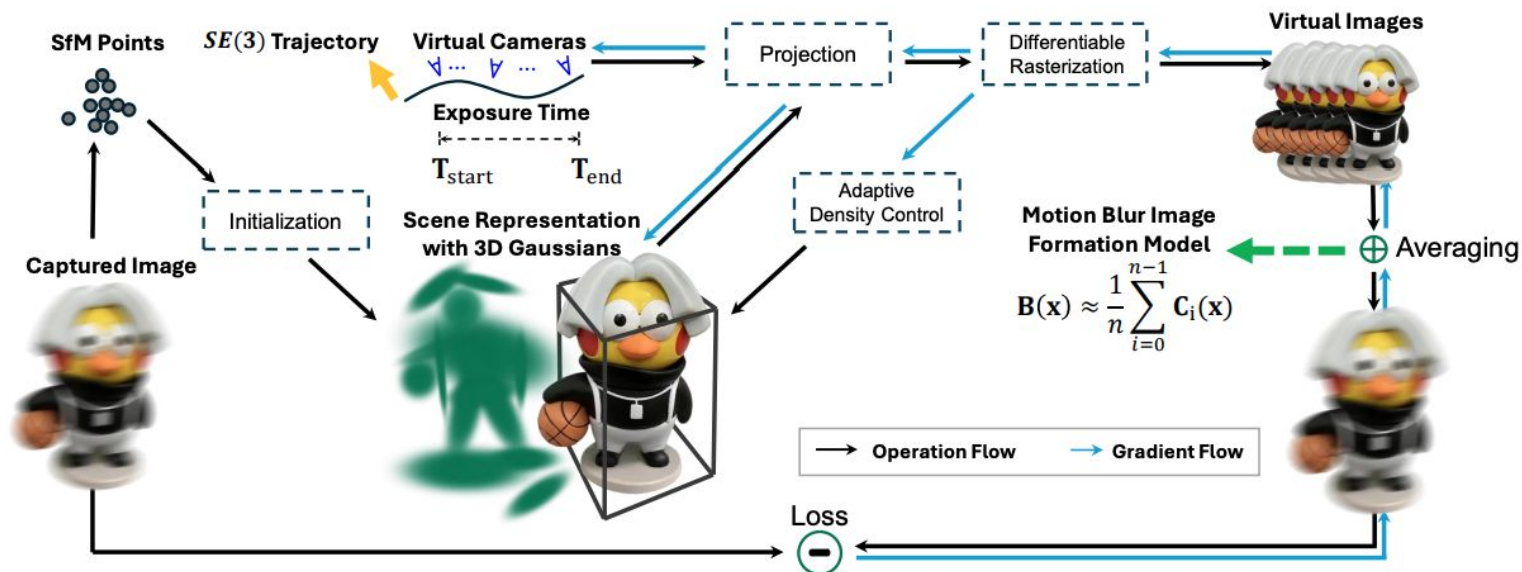 SfM Points
SE(3) Trajectory
Virtual Cameras
... ...
Exposure Time
T_start T_end
Projection
Differentiable
Rasterization
Virtual Images
Initialization
Adaptive
Density Control
Scene Representation
with 3D Gaussians
Captured Image
Motion Blur Image
Formation Model
B(x) ≈ \frac{1}{n} \sum_{i=0}^{n-1} C_i(x)
Averaging
Operation Flow
Gradient Flow
Loss